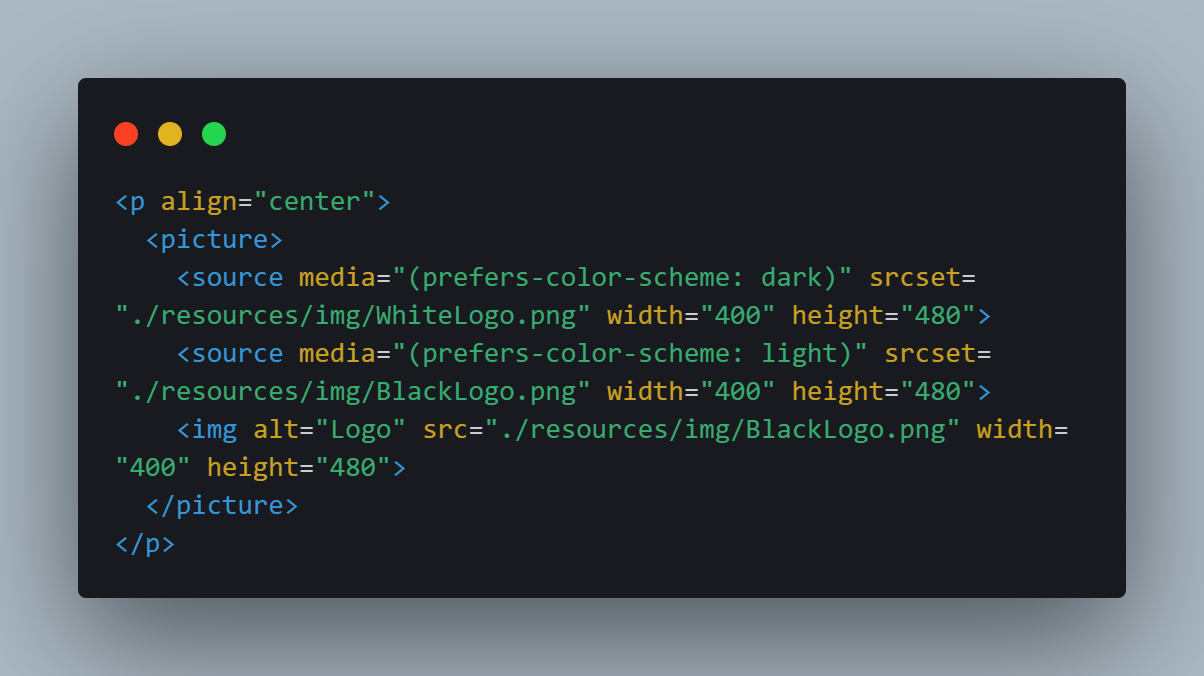 <p align="center">
  <picture>
    <source media="(prefers-color-scheme: dark)" srcset=
"./resources/img/WhiteLogo.png" width="400" height="480">
    <source media="(prefers-color-scheme: light)" srcset=
"./resources/img/BlackLogo.png" width="400" height="480">
    <img alt="Logo" src="./resources/img/BlackLogo.png" width=
"400" height="480">
  </picture>
</p>